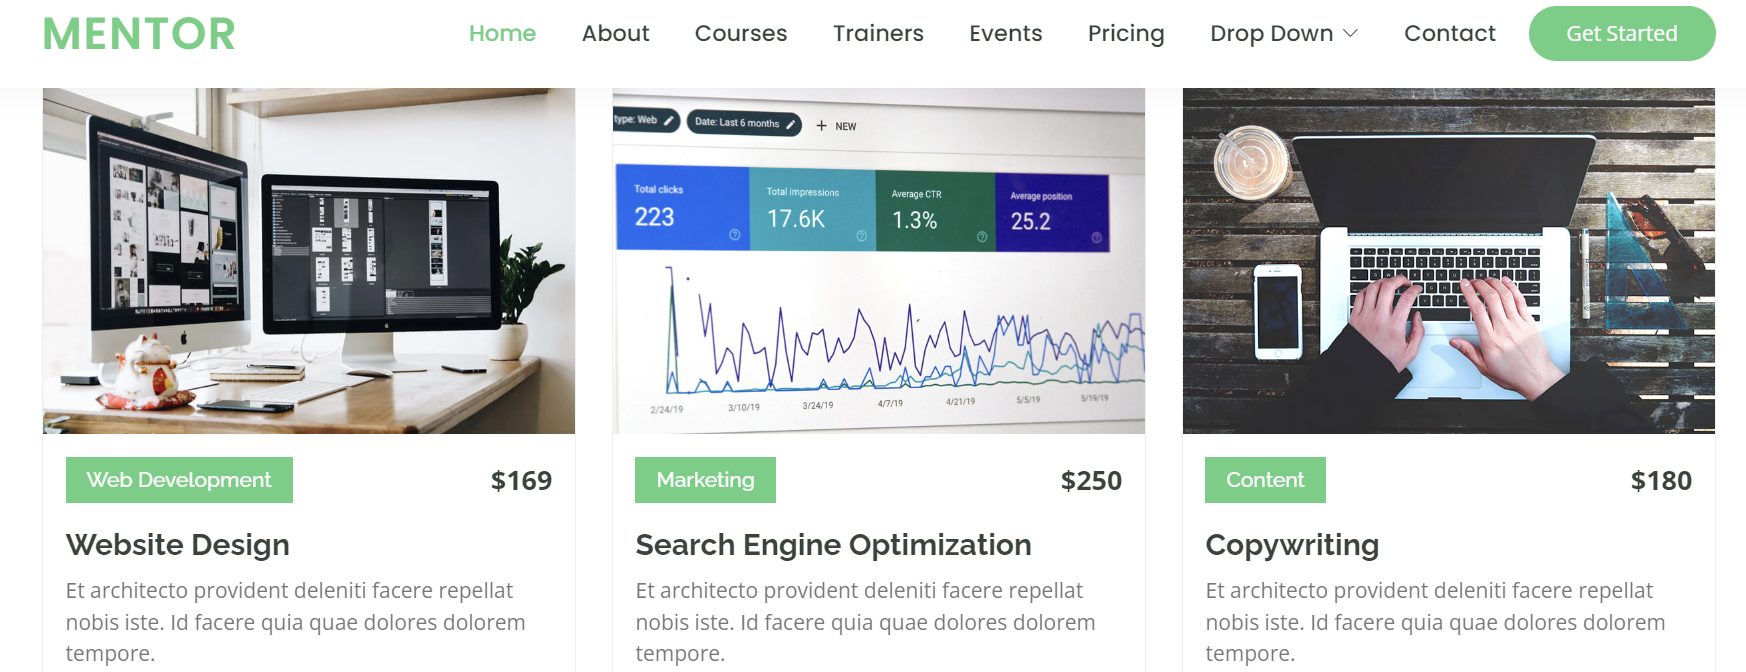 MENTOR
Home
About
Courses
Trainers
Events
Pricing
Drop Down
Contact
Get Started
type: Web
Date: Last 6 months
+ NEW
Total clicks
223
Total impressions
17.6K
Average CTR
1.3%
Average position
25.2
2/24/19
3/10/19
3/24/19
4/7/19
4/21/19
5/5/19
5/19/19
Web Development
$169
Website Design
Et architecto provident deleniti facere repellat
nobis iste. Id facere quia quae dolores dolorem
tempore.
Marketing
$250
Search Engine Optimization
Et architecto provident deleniti facere repellat
nobis iste. Id facere quia quae dolores dolorem
tempore.
Content
$180
Copywriting
Et architecto provident deleniti facere repellat
nobis iste. Id facere quia quae dolores dolorem
tempore.